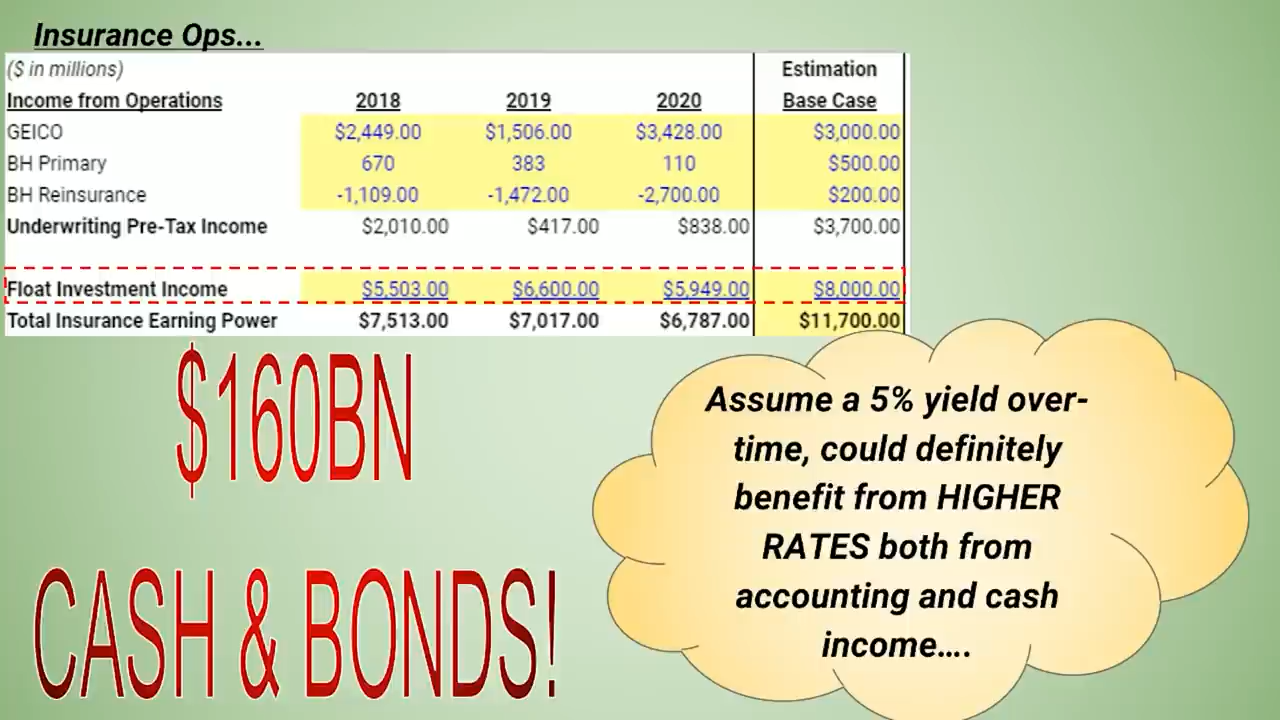 Insurance Ops...
($ in millions) Estimation
Income from Operations 2018 2019 2020 Base Case
GEICO $2,449.00 $1,506.00 $3,428.00 $3,000.00
BH Primary 670 383 110 $500.00
BH Reinsurance -1,109.00 -1,472.00 -2,700.00 $200.00
Underwriting Pre-Tax Income $2,010.00 $417.00 $838.00 $3,700.00
Float Investment Income $5,503.00 $6,600.00 $5,949.00 $8,000.00
Total Insurance Earning Power $7,513.00 $7,017.00 $6,787.00 $11,700.00
$160BN
CASH & BONDS!
Assume a 5% yield over-
time, could definitely
benefit from HIGHER
RATES both from
accounting and cash
income….